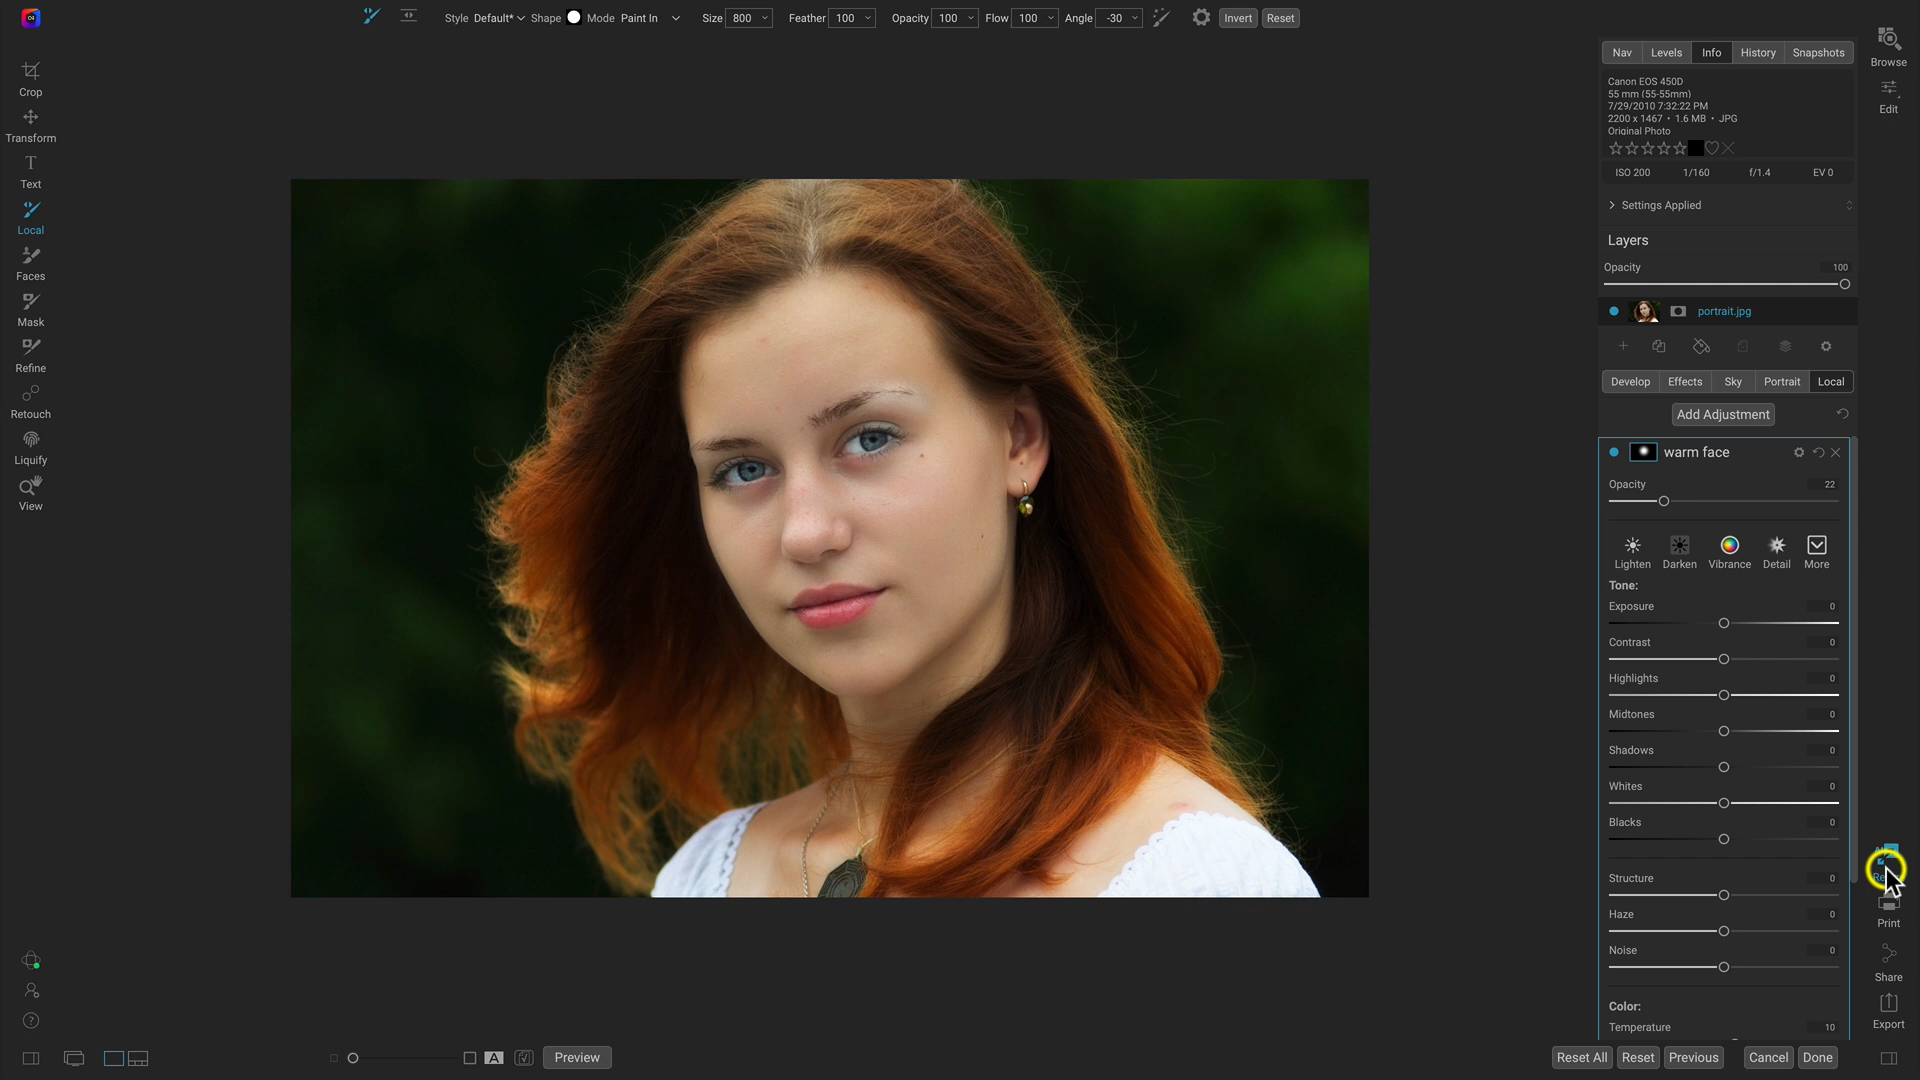 Style Default* Shape Mode Paint In Size 800 Feather 100 Opacity 100 Flow 100 Angle -30 Invert Reset
Crop
Transform
Text
Local
Faces
Mask
Refine
Retouch
Liquify
View
Nav Levels Info History Snapshots
Canon EOS 450D
55 mm (55-55mm)
7/29/2010 7:32:22 PM
2200 x 1467 • 1.6 MB • JPG
Original Photo
ISO 200 1/160 f/1.4 EV 0
Settings Applied
Layers
Opacity 100
portrait.jpg
Develop Effects Sky Portrait Local
Add Adjustment
warm face
Opacity 22
Lighten Darken Vibrance Detail More
Tone:
Exposure 0
Contrast 0
Highlights 0
Midtones 0
Shadows 0
Whites 0
Blacks 0
Structure 0
Haze 0
Noise 0
Color:
Temperature 10
Browse
Edit
Print
Share
Export
A Preview
Reset All Reset Previous Cancel Done